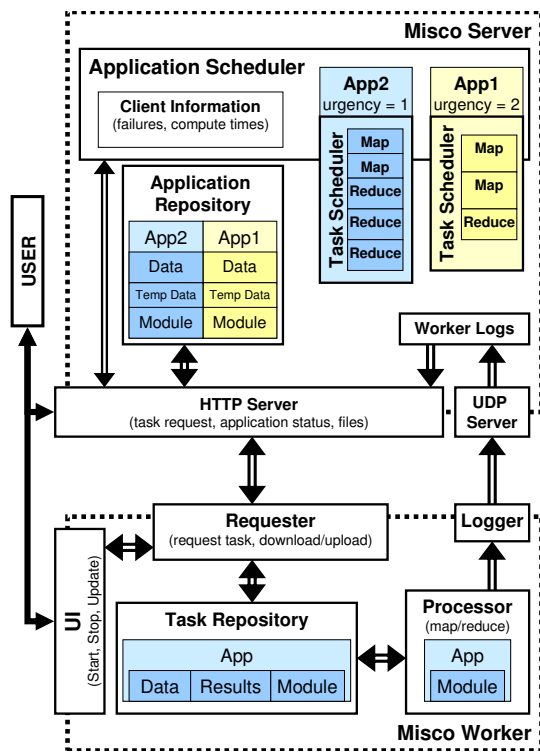 Misco Server
Application Scheduler
Client Information
(failures, compute times)
App2
urgency = 1
Task Scheduler
Map
Map
Reduce
Reduce
Reduce
App1
urgency = 2
Task Scheduler
Map
Map
Reduce
Application
Repository
App2 App1
Data Data
Temp Data Temp Data
Module Module
USER
Worker Logs
HTTP Server
(task request, application status, files)
UDP
Server
Requester
(request task, download/upload)
Logger
UI
(Start, Stop, Update)
Task Repository
App
Data Results Module
Processor
(map/reduce)
App
Module
Misco Worker